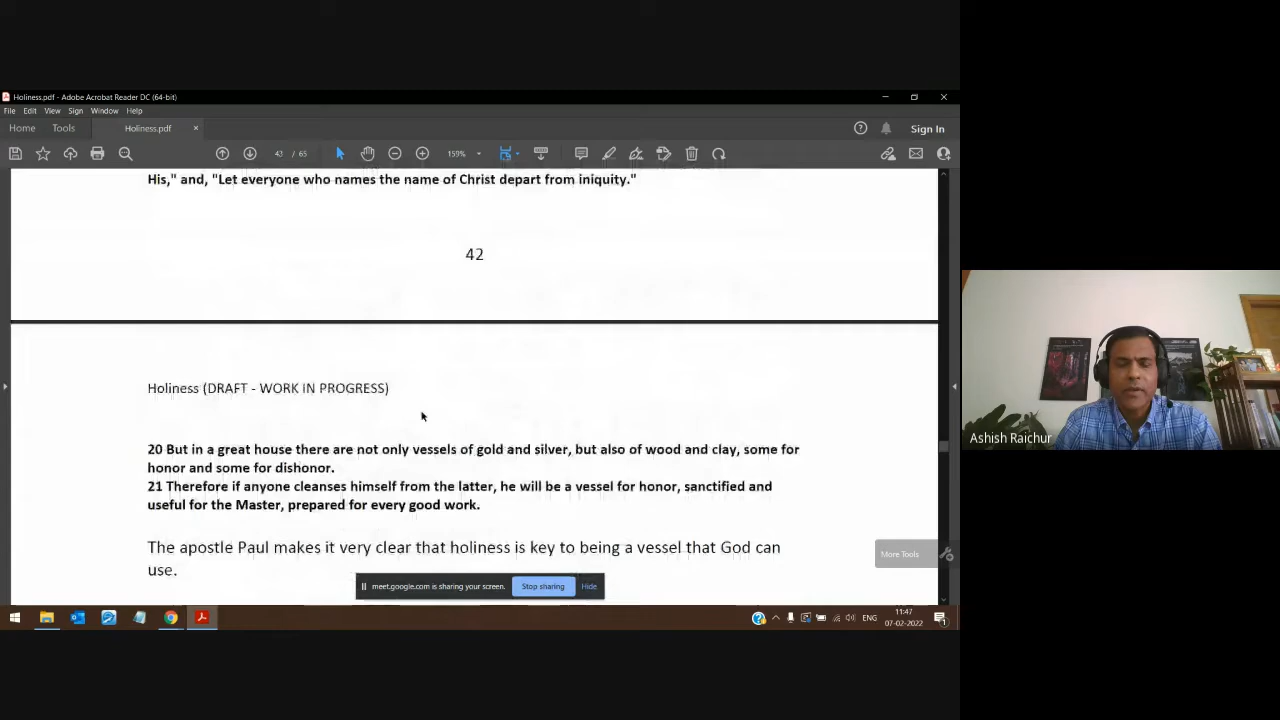 Holiness.pdf - Adobe Acrobat Reader DC (64-bit)
File Edit View Sign Window Help
Home Tools Holiness.pdf × Sign In
43 / 65 159%
His," and, "Let everyone who names the name of Christ depart from iniquity."
42
Holiness (DRAFT - WORK IN PROGRESS)
20 But in a great house there are not only vessels of gold and silver, but also of wood and clay, some for
honor and some for dishonor.
21 Therefore if anyone cleanses himself from the latter, he will be a vessel for honor, sanctified and
useful for the Master, prepared for every good work.
The apostle Paul makes it very clear that holiness is key to being a vessel that God can
use.
More Tools
meet.google.com is sharing your screen. Stop sharing Hide
ENG 11:47
07-02-2022
Ashish Raichur